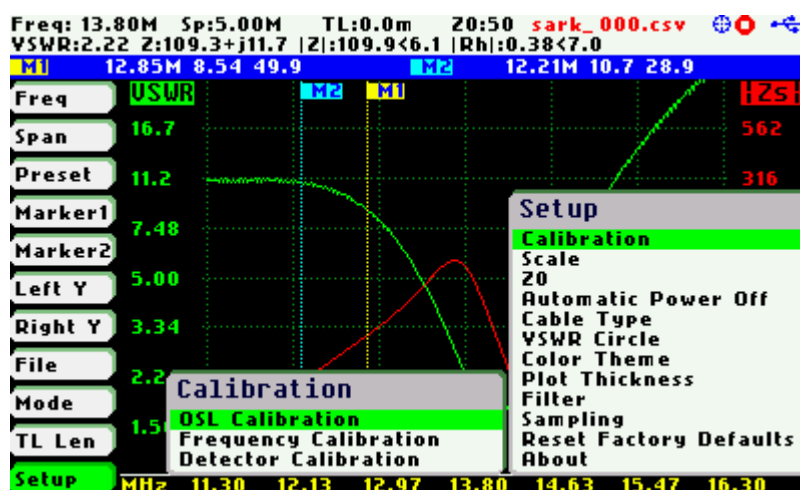 Freq: 13.80M Sp:5.00M TL:0.0m Z0:50 sark_000.csv
VSWR:2.22 Z:109.3+j11.7 |Z|:109.9<6.1 |Rh|:0.38<7.0
M1 12.85M 8.54 49.9 M2 12.21M 10.7 28.9
Freq VSWR M2 M1 |Zs|
Span 16.7 562
Preset 11.2 316
Marker1 7.48
Marker2
Left Y 5.00
Right Y 3.34
File 2.2
Mode
TL Len 1.5
Setup
Setup
Calibration
Scale
Z0
Automatic Power Off
Cable Type
VSWR Circle
Color Theme
Plot Thickness
Filter
Sampling
Reset Factory Defaults
About
Calibration
OSL Calibration
Frequency Calibration
Detector Calibration
MHz 11.30 12.13 12.97 13.80 14.63 15.47 16.30